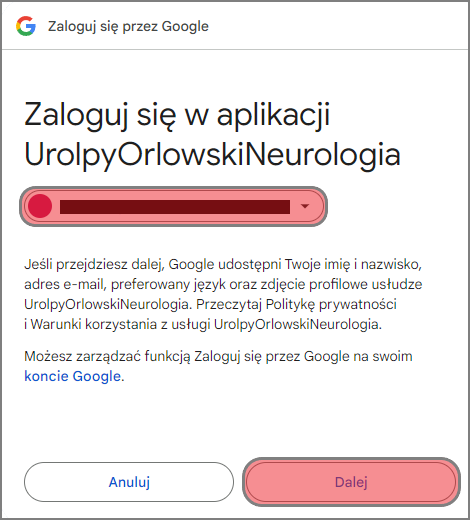 Zaloguj się przez Google
Zaloguj się w aplikacji
UrolpyOrlowskiNeurologia
Jeśli przejdziesz dalej, Google udostępni Twoje imię i nazwisko,
adres e-mail, preferowany język oraz zdjęcie profilowe usłudze
UrolpyOrlowskiNeurologia. Przeczytaj Politykę prywatności
i Warunki korzystania z usługi UrolpyOrlowskiNeurologia.
Możesz zarządzać funkcją Zaloguj się przez Google na swoim
koncie Google.
Anuluj
Dalej